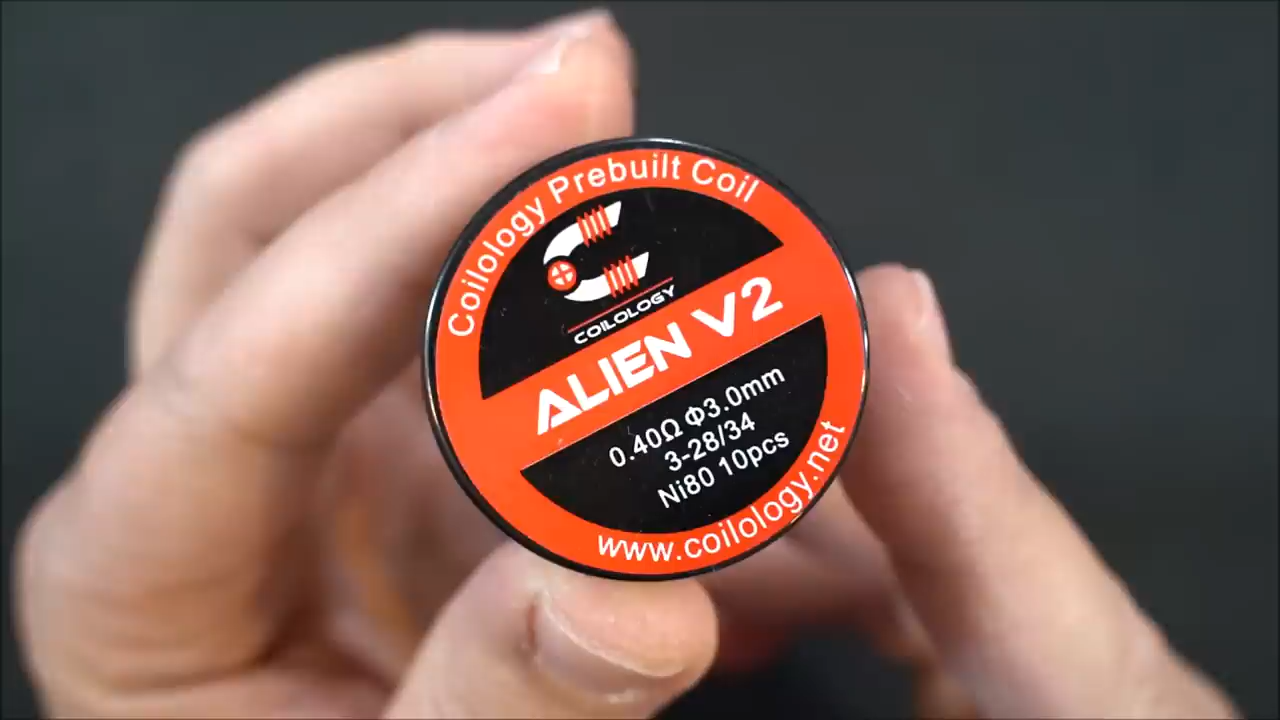 Coilology Prebuilt Coil
COILOLOGY
ALIEN V2
0.40Ω Φ3.0mm
3-28/34
Ni80 10pcs
www.coilology.net